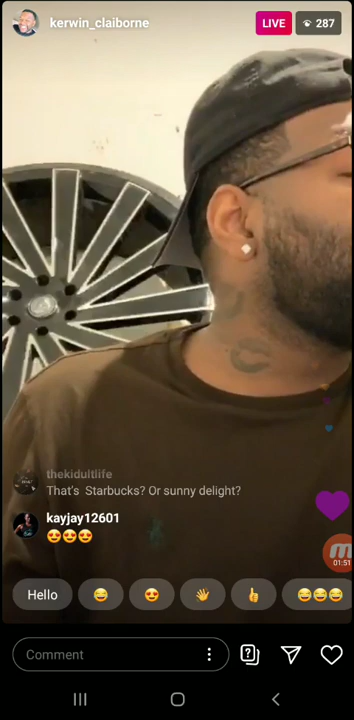 kerwin_claiborne
LIVE
287
thekidultlife
That's Starbucks? Or sunny delight?
kayjay12601
😍😍😍
01:51
Hello
😂 😍 👋 👍 😂😂😂
Comment